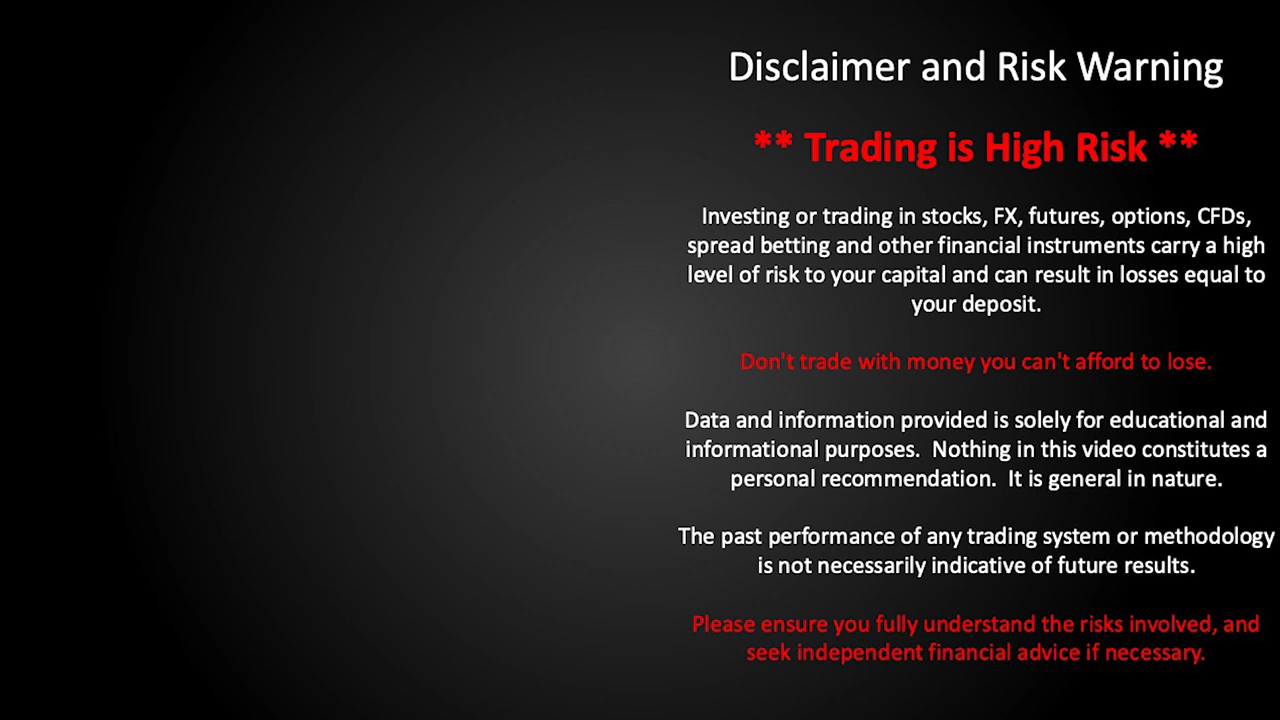 Disclaimer and Risk Warning
** Trading is High Risk **
Investing or trading in stocks, FX, futures, options, CFDs,
spread betting and other financial instruments carry a high
level of risk to your capital and can result in losses equal to
your deposit.
Don't trade with money you can't afford to lose.
Data and information provided is solely for educational and
informational purposes.  Nothing in this video constitutes a
personal recommendation.  It is general in nature.
The past performance of any trading system or methodology
is not necessarily indicative of future results.
Please ensure you fully understand the risks involved, and
seek independent financial advice if necessary.